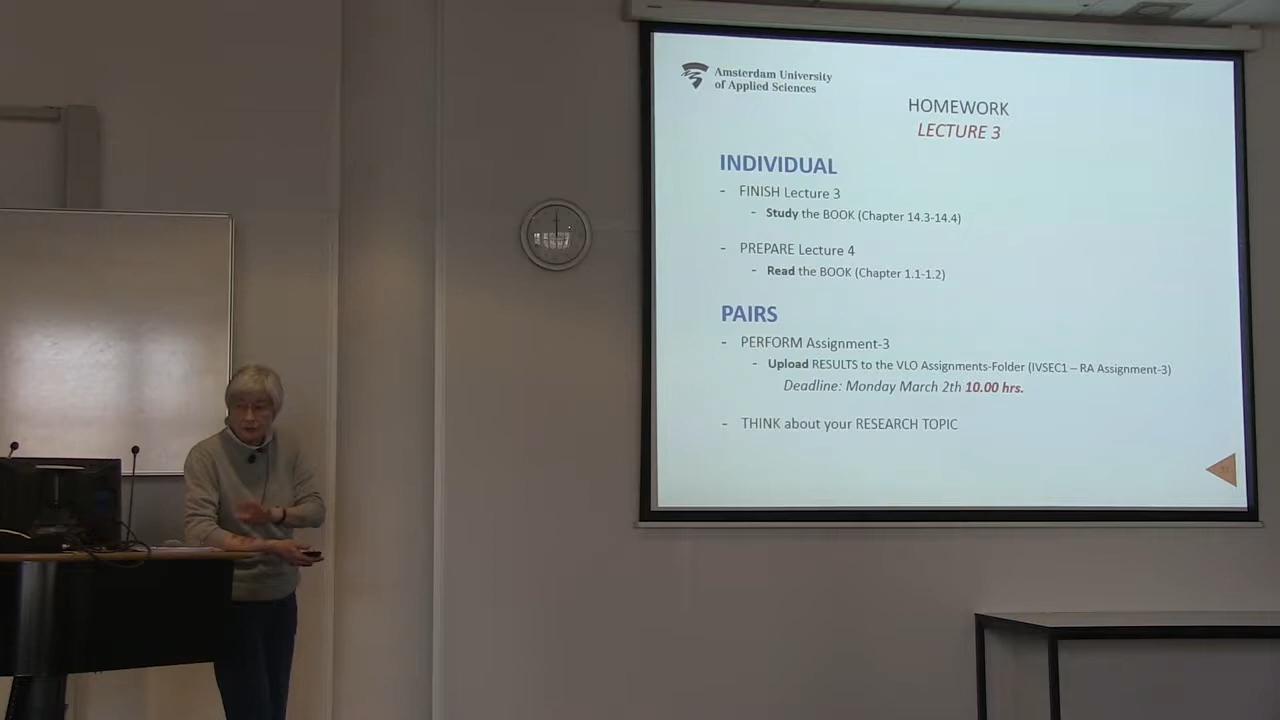 Amsterdam University
of Applied Sciences
HOMEWORK
LECTURE 3
INDIVIDUAL
- FINISH Lecture 3
- Study the BOOK (Chapter 14.3-14.4)
- PREPARE Lecture 4
- Read the BOOK (Chapter 1.1-1.2)
PAIRS
- PERFORM Assignment-3
- Upload RESULTS to the VLO Assignments-Folder (IVSEC1 – RA Assignment-3)
Deadline: Monday March 2th 10.00 hrs.
- THINK about your RESEARCH TOPIC